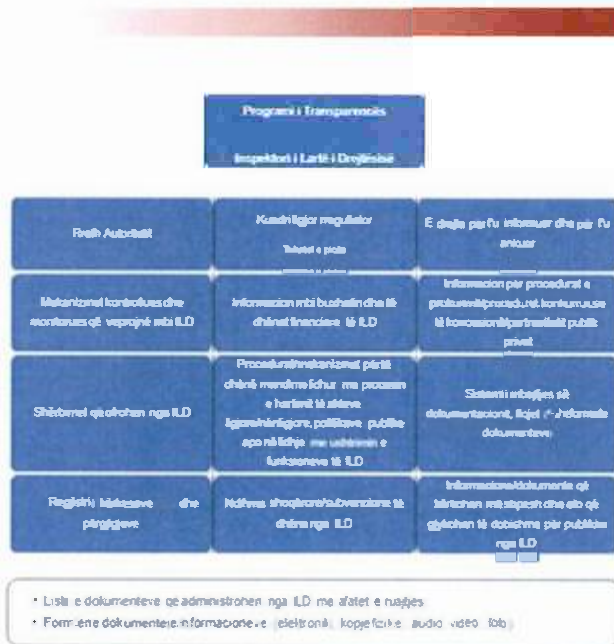 Programi i Transparencës
Inspektori i Lartë i Drejtësisë
Rreth Autoritetit
Kuadri ligjor rregullator
Tekstet e plota
E drejta për t'u informuar dhe për t'u
ankuar
Mekanizmat kontrollues dhe
monitorues që veprojnë mbi ILD
Informacion mbi buxhetin dhe të
dhënat financiare të ILD
Informacion për procedurat e
prokurimit/procedurat konkurruese
të koncesionit/partneritetit publik
privat
Shërbimet që ofrohen nga ILD
Procedurat/mekanizmat për të
dhënë mendime lidhur me procesin
e hartimit të akteve
ligjore/nënligjore, politikave publike
apo në lidhje me ushtrimin e
funksioneve të ILD
Sistemi i mbajtjes së
dokumentacionit, llojet
dokumenteve
Regjistri i kërkesave dhe
përgjigjeve
Ndihma shoqërore/subvencione të
dhëna nga ILD
Informacione/dokumente që
kërkohen më shpesh dhe ato që
gjykohen të dobishme për publikun
nga ILD
• Lista e dokumenteve që administrohen nga ILD me afatet e ruajtjes
• Formën e dokumenteve informacioneve (elektronik, kopje fizike audio video foto)